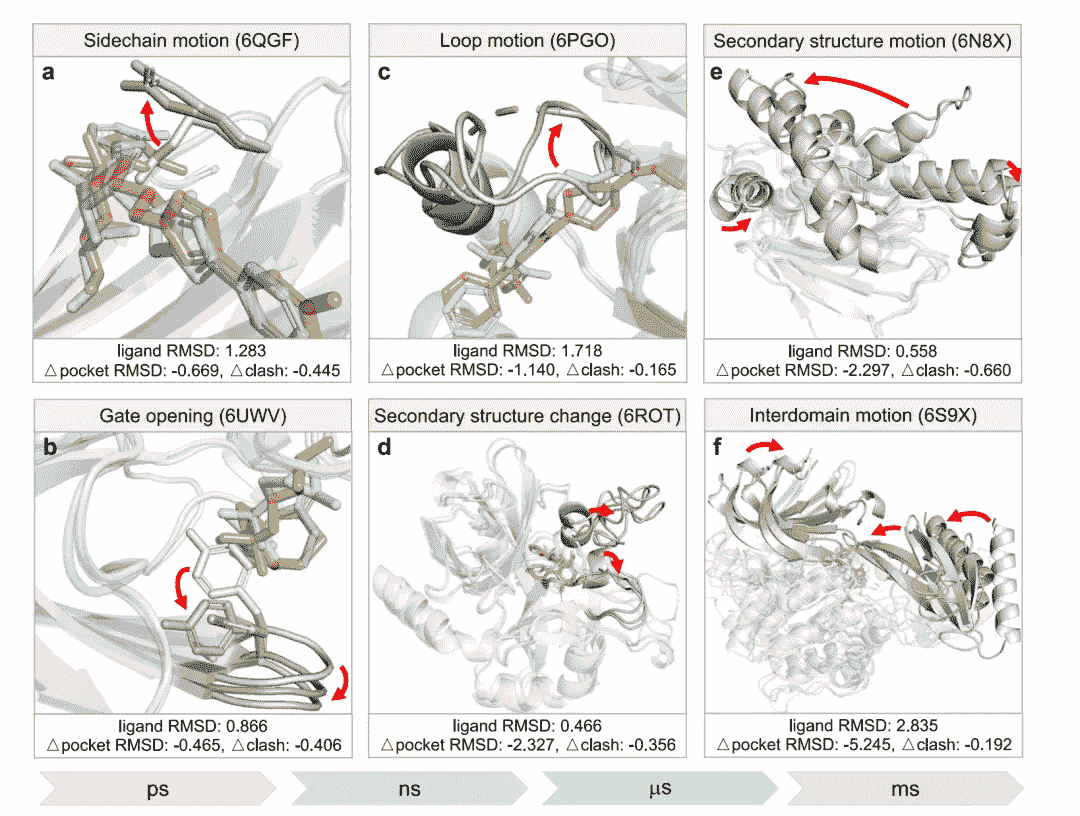 Sidechain motion (6QGF)
a
ligand RMSD: 1.283
△pocket RMSD: -0.669, △clash: -0.445
Loop motion (6PGO)
c
ligand RMSD: 1.718
△pocket RMSD: -1.140, △clash: -0.165
Secondary structure motion (6N8X)
e
ligand RMSD: 0.558
△pocket RMSD: -2.297, △clash: -0.660
Gate opening (6UWV)
b
ligand RMSD: 0.866
△pocket RMSD: -0.465, △clash: -0.406
Secondary structure change (6ROT)
d
ligand RMSD: 0.466
△pocket RMSD: -2.327, △clash: -0.356
Interdomain motion (6S9X)
f
ligand RMSD: 2.835
△pocket RMSD: -5.245, △clash: -0.192
ps
ns
μs
ms